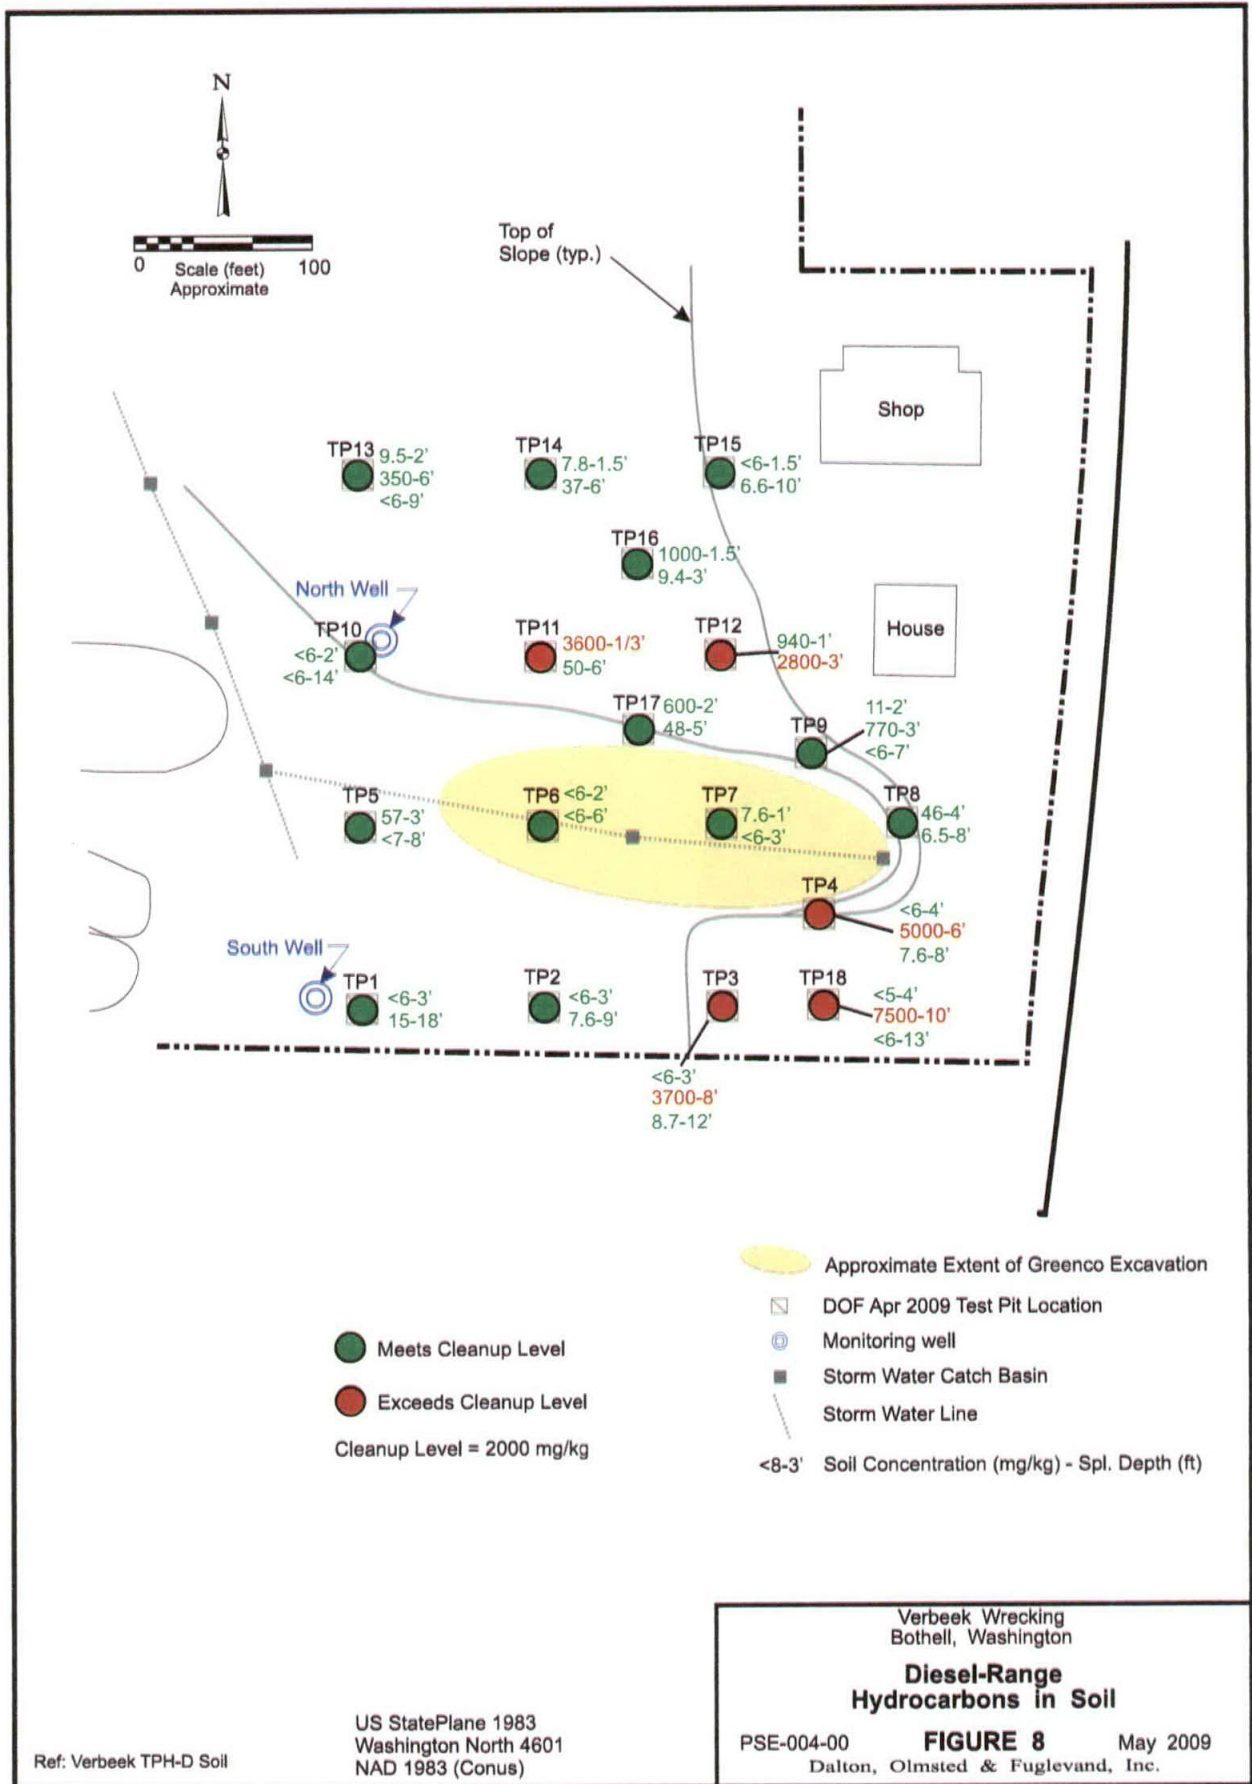 N
0 Scale (feet) 100
Approximate
Top of
Slope (typ.)
Shop
TP13 9.5-2'
350-6'
<6-9'
TP14 7.8-1.5'
37-6'
TP15 <6-1.5'
6.6-10'
TP16 1000-1.5'
9.4-3'
North Well
House
TP10
<6-2'
<6-14'
TP11 3600-1/3'
50-6'
TP12 940-1'
2800-3'
TP17 600-2'
48-5'
TP9 11-2'
770-3'
<6-7'
TP5 57-3'
<7-8'
TP6 <6-2'
<6-6'
TP7 7.6-1'
<6-3'
TP8 46-4'
6.5-8'
TP4 <6-4'
5000-6'
7.6-8'
South Well
TP1 <6-3'
15-18'
TP2 <6-3'
7.6-9'
TP3
<6-3'
3700-8'
8.7-12'
TP18 <5-4'
7500-10'
<6-13'
Approximate Extent of Greenco Excavation
DOF Apr 2009 Test Pit Location
Monitoring well
Storm Water Catch Basin
Storm Water Line
<8-3' Soil Concentration (mg/kg) - Spl. Depth (ft)
Meets Cleanup Level
Exceeds Cleanup Level
Cleanup Level = 2000 mg/kg
Ref: Verbeek TPH-D Soil
US StatePlane 1983
Washington North 4601
NAD 1983 (Conus)
Verbeek Wrecking
Bothell, Washington
Diesel-Range
Hydrocarbons in Soil
PSE-004-00 FIGURE 8 May 2009
Dalton, Olmsted & Fuglevand, Inc.